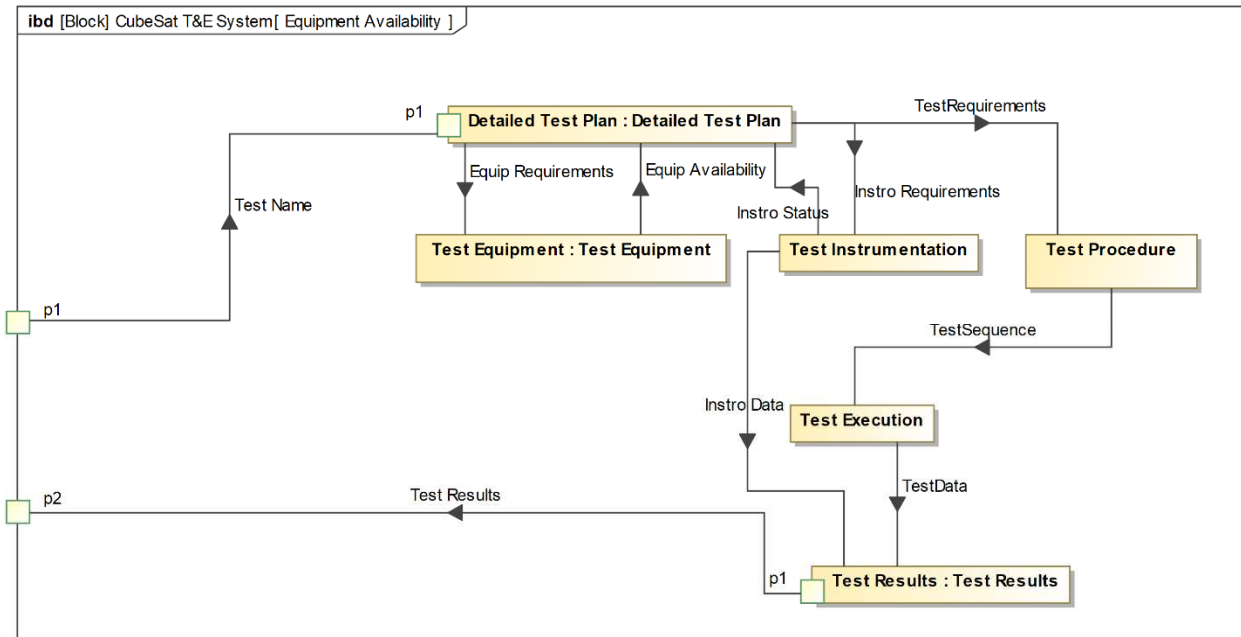 ibd [Block] CubeSat T&E System[ Equipment Availability ]
p1
Detailed Test Plan : Detailed Test Plan
TestRequirements
Equip Requirements
Equip Availability
Instro Requirements
Test Name
Instro Status
Test Equipment : Test Equipment
Test Instrumentation
Test Procedure
p1
TestSequence
Instro Data
Test Execution
p2
Test Results
TestData
p1
Test Results : Test Results